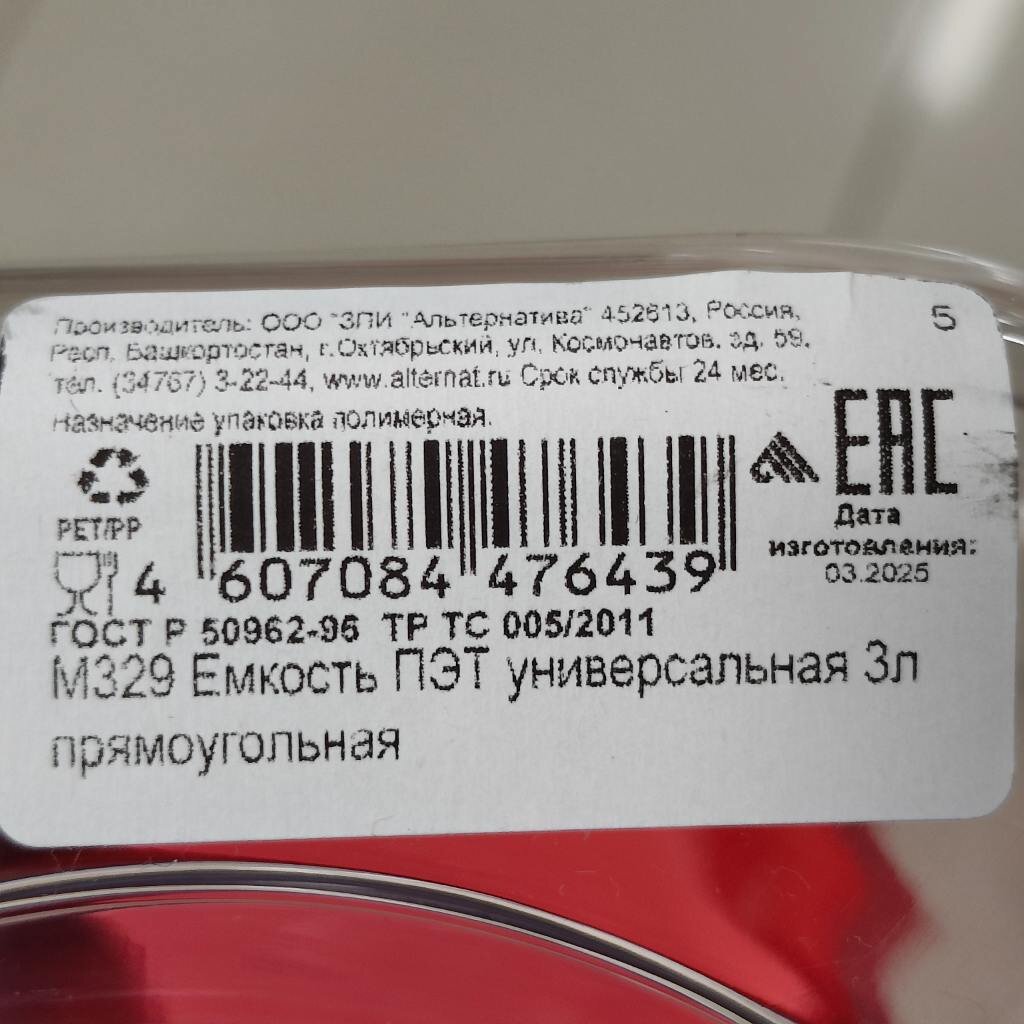 Производитель: ООО "ЗПИ "Альтернатива" 452613, Россия,
Респ. Башкортостан, г.Октябрьский, ул. Космонавтов, зд. 59,
тел. (34767) 3-22-44, www.alternat.ru Срок службы 24 мес.
Назначение упаковка полимерная.
5
EAC
PET/PP
Дата
изготовления:
03.2025
4 607084 476439
ГОСТ Р 50962-96 ТР ТС 005/2011
М329 Емкость ПЭТ универсальная 3л
прямоугольная